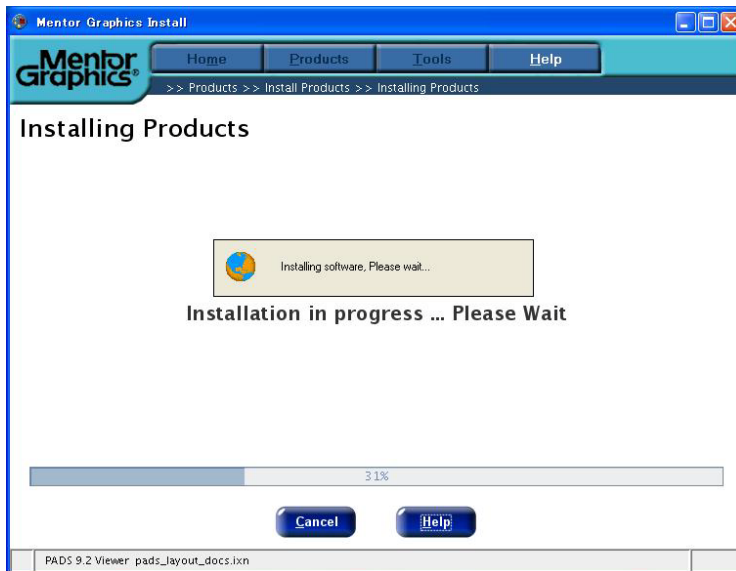 Mentor Graphics Install
Mentor Graphics®
Home Products Tools Help
>> Products >> Install Products >> Installing Products
Installing Products
Installing software, Please wait...
Installation in progress ... Please Wait
31%
Cancel Help
PADS 9.2 Viewer pads_layout_docs.ixn